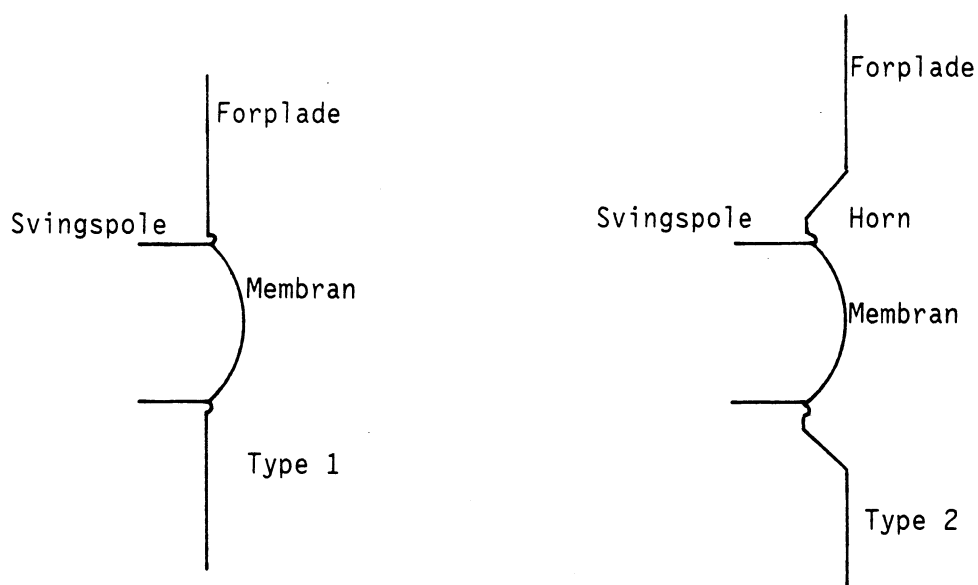 Forplade
Svingspole
Membran
Type 1
Forplade
Svingspole
Horn
Membran
Type 2